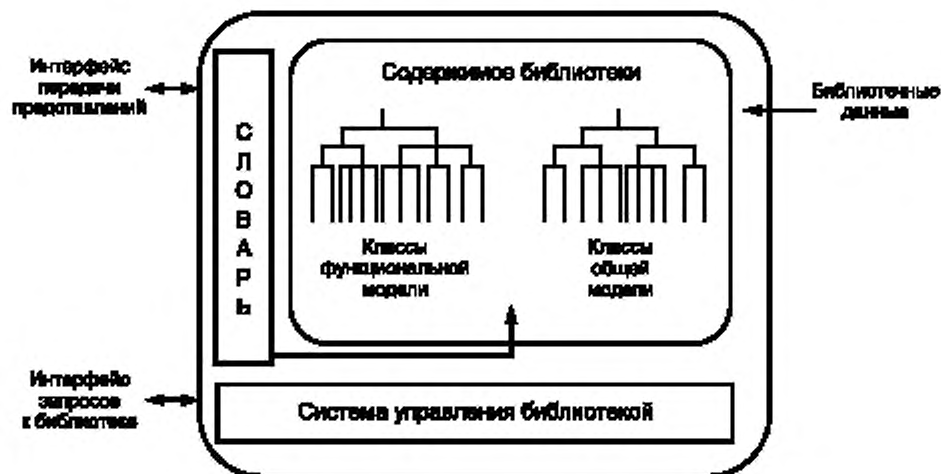 Интерфейс
передачи
представлений
С
Л
О
В
А
Р
Ь
Содержимое библиотеки
Библиотечные
данные
Классы
функциональной
модели
Классы
общей
модели
Интерфейс
запросов
к библиотеке
Система управления библиотекой